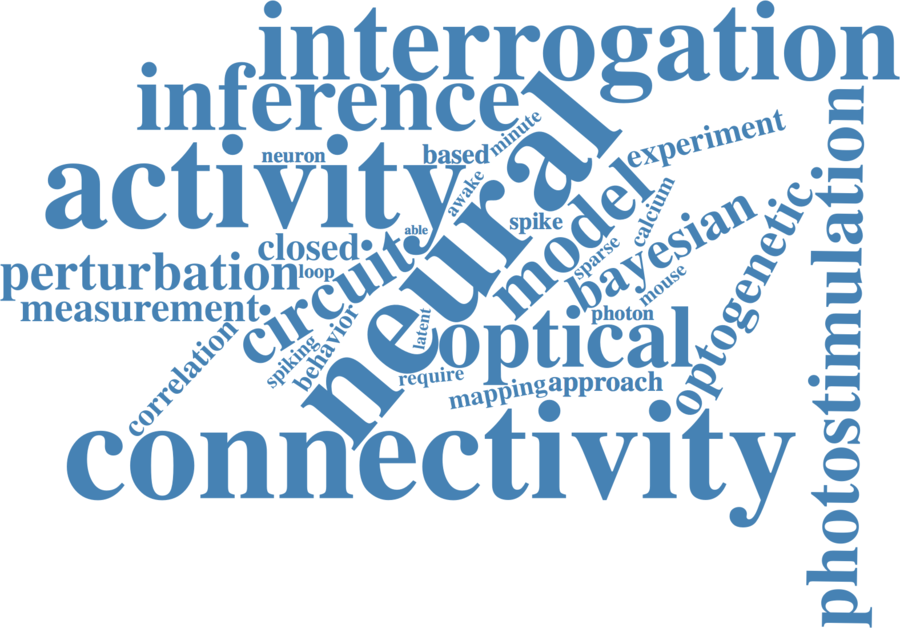 interrogation
inference
minute
experiment
activity
neuron
based
neural
photostimulation
awake
model
calcium
optogenetic
able
spike
bayesian
closed
sparse
circuit
perturbation
loop
mouse
measurement
photon
correlation
behavior
latent
optical
spiking
require
mapping
approach
connectivity